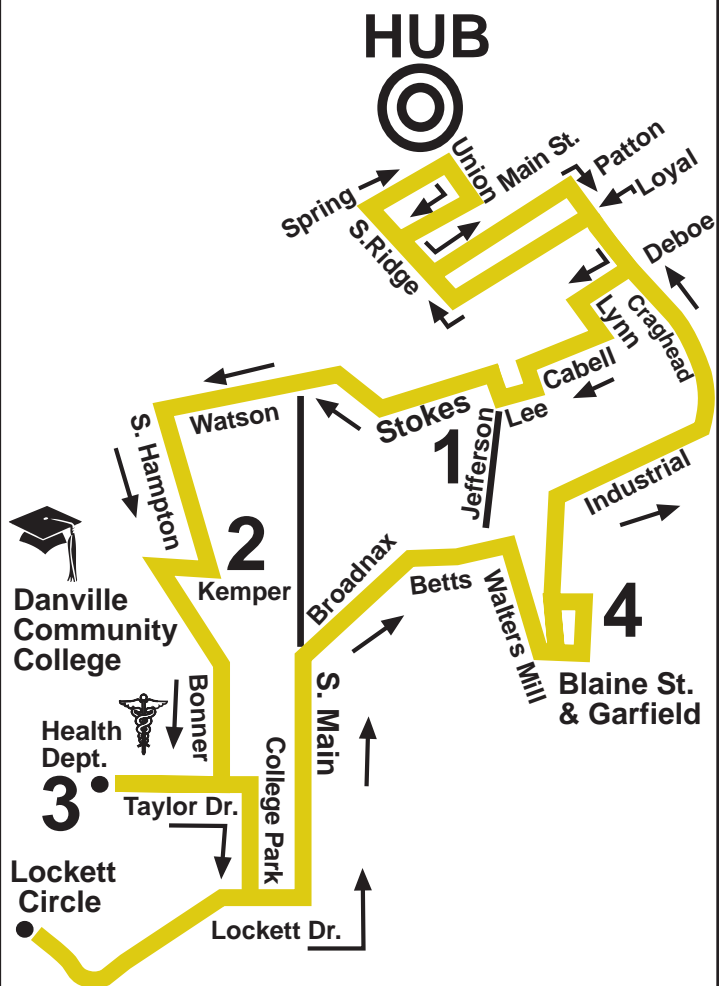 HUB
Union
Main St.
Patton
Loyal
Spring
S.Ridge
Deboe
Lynn
Craghead
Cabell
Lee
Stokes
Watson
S. Hampton
1
Jefferson
Industrial
2
Kemper
Broadnax
Betts
Walters Mill
4
Danville
Community
College
Blaine St.
& Garfield
Bonner
S. Main
Health
Dept.
3
College Park
Taylor Dr.
Lockett
Circle
Lockett Dr.